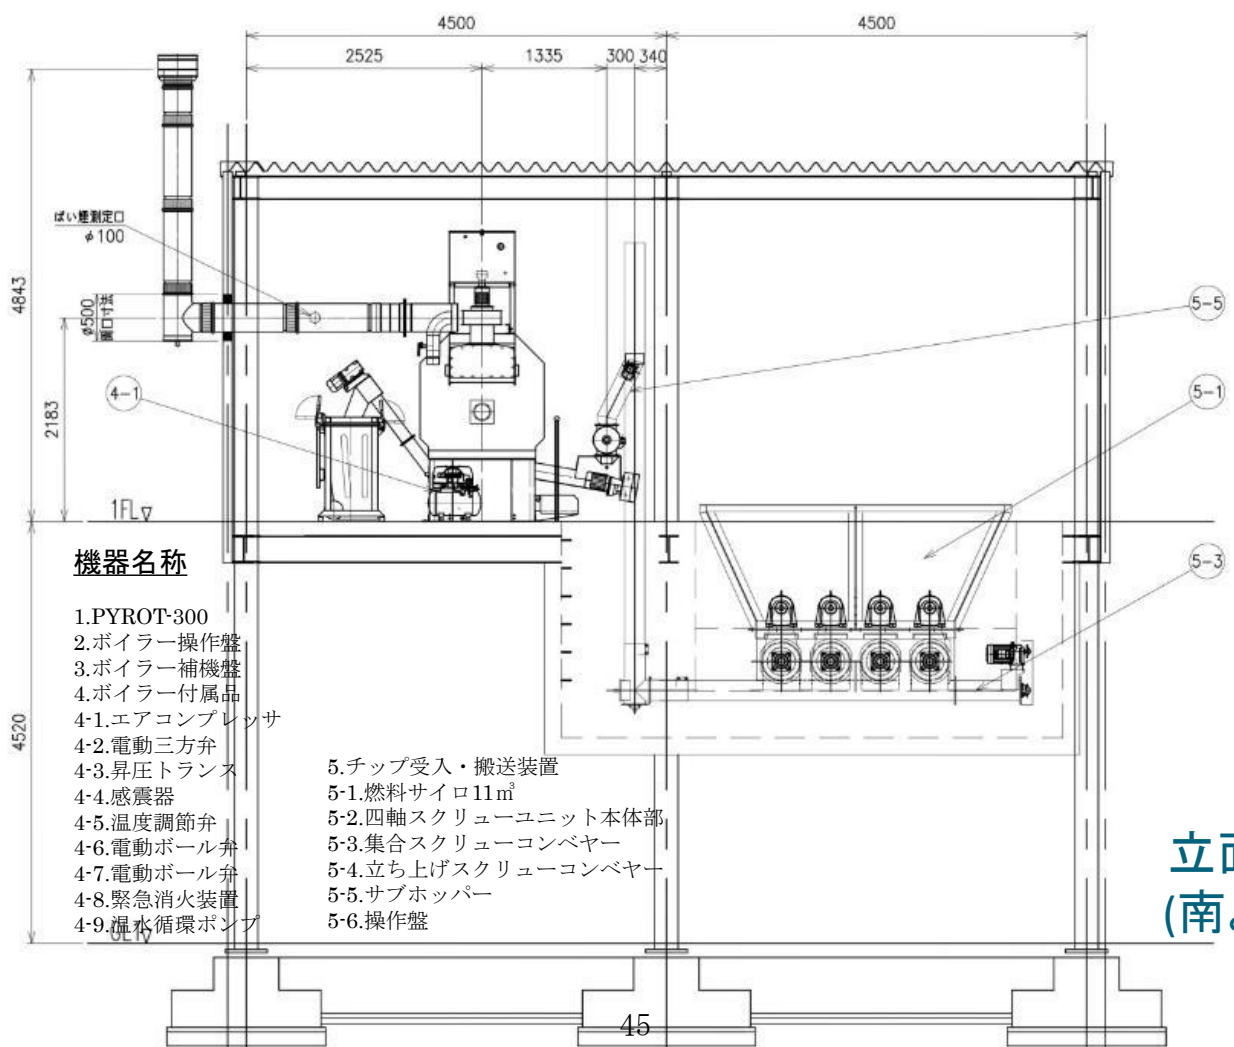 4500
4500
2525
1335
300
340
ばい煙測定口
φ100
4843
φ500
開口寸法
2183
4-1
5-5
5-1
5-3
1FL
機器名称
1.PYROT-300
2.ボイラー操作盤
3.ボイラー補機盤
4.ボイラー付属品
4-1.エアコンプレッサ
4-2.電動三方弁
4-3.昇圧トランス
4-4.感震器
4-5.温度調節弁
4-6.電動ボール弁
4-7.電動ボール弁
4-8.緊急消火装置
4-9.温水循環ポンプ
5.チップ受入・搬送装置
5-1.燃料サイロ11㎥
5-2.四軸スクリューユニット本体部
5-3.集合スクリューコンベヤー
5-4.立ち上げスクリューコンベヤー
5-5.サブホッパー
5-6.操作盤
4520
立面
(南
45